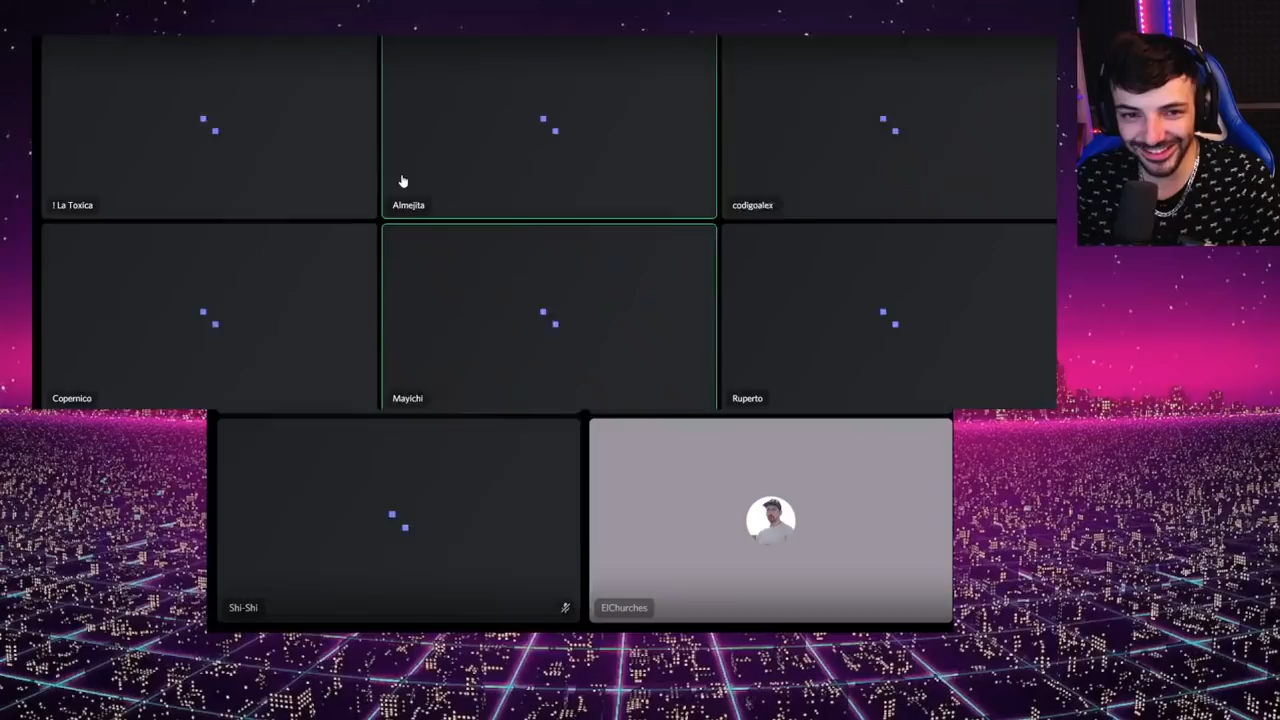 ! La Toxica
Almejita
codigoalex
Copernico
Mayichi
Ruperto
Shi-Shi
ElChurches